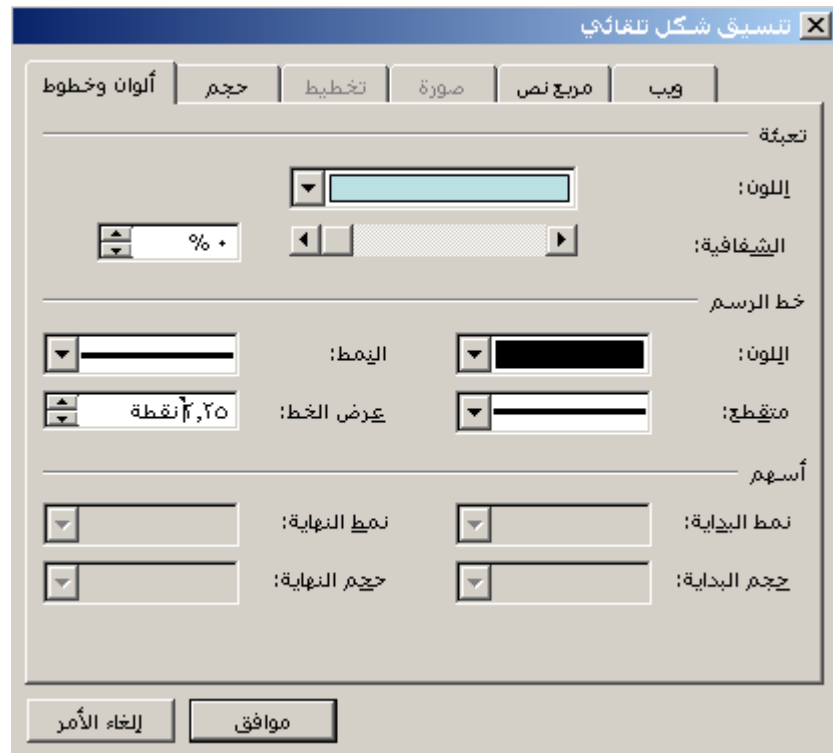 تنسيق شكل تلقائي
ألوان وخطوط حجم تخطيط صورة مربع نص ويب
تعبئة
اللون:
الشفافية: ٠ %
خط الرسم
اللون: النمط:
متقطع: عرض الخط: ٢,٢٥ نقطة
أسهم
نمط البداية: نمط النهاية:
حجم البداية: حجم النهاية:
موافق إلغاء الأمر